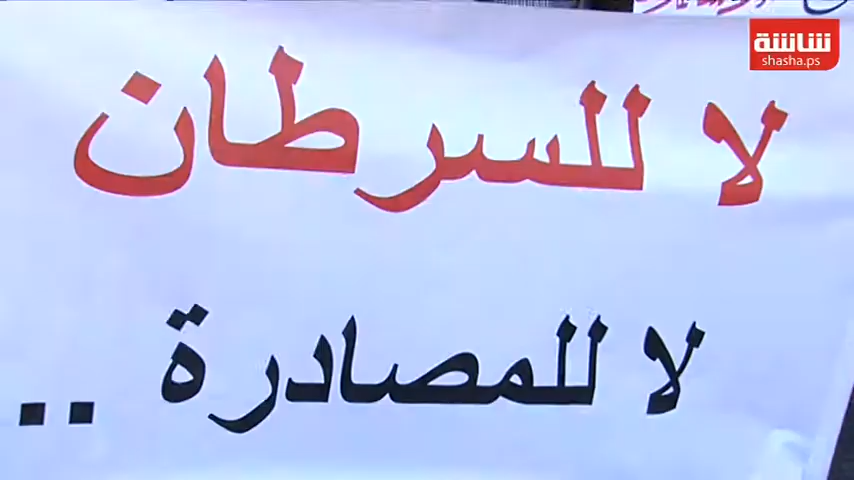 شاشة
shasha.ps
لا للسرطان
لا للمصادرة ..